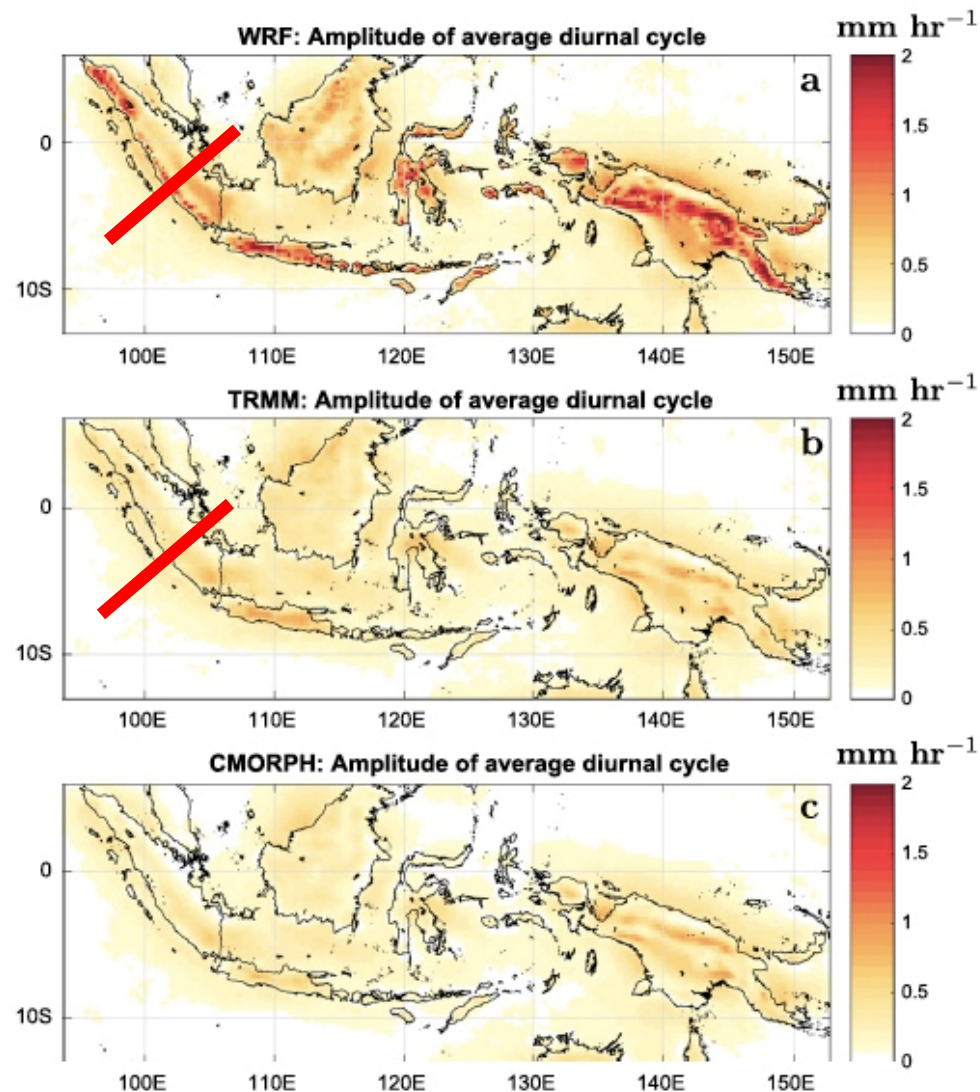 WRF: Amplitude of average diurnal cycle
mm hr⁻¹
a
2
1.5
1
0.5
0
0
10S
100E 110E 120E 130E 140E 150E
TRMM: Amplitude of average diurnal cycle
mm hr⁻¹
b
2
1.5
1
0.5
0
0
10S
100E 110E 120E 130E 140E 150E
CMORPH: Amplitude of average diurnal cycle
mm hr⁻¹
c
2
1.5
1
0.5
0
0
10S
100E 110E 120E 130E 140E 150E